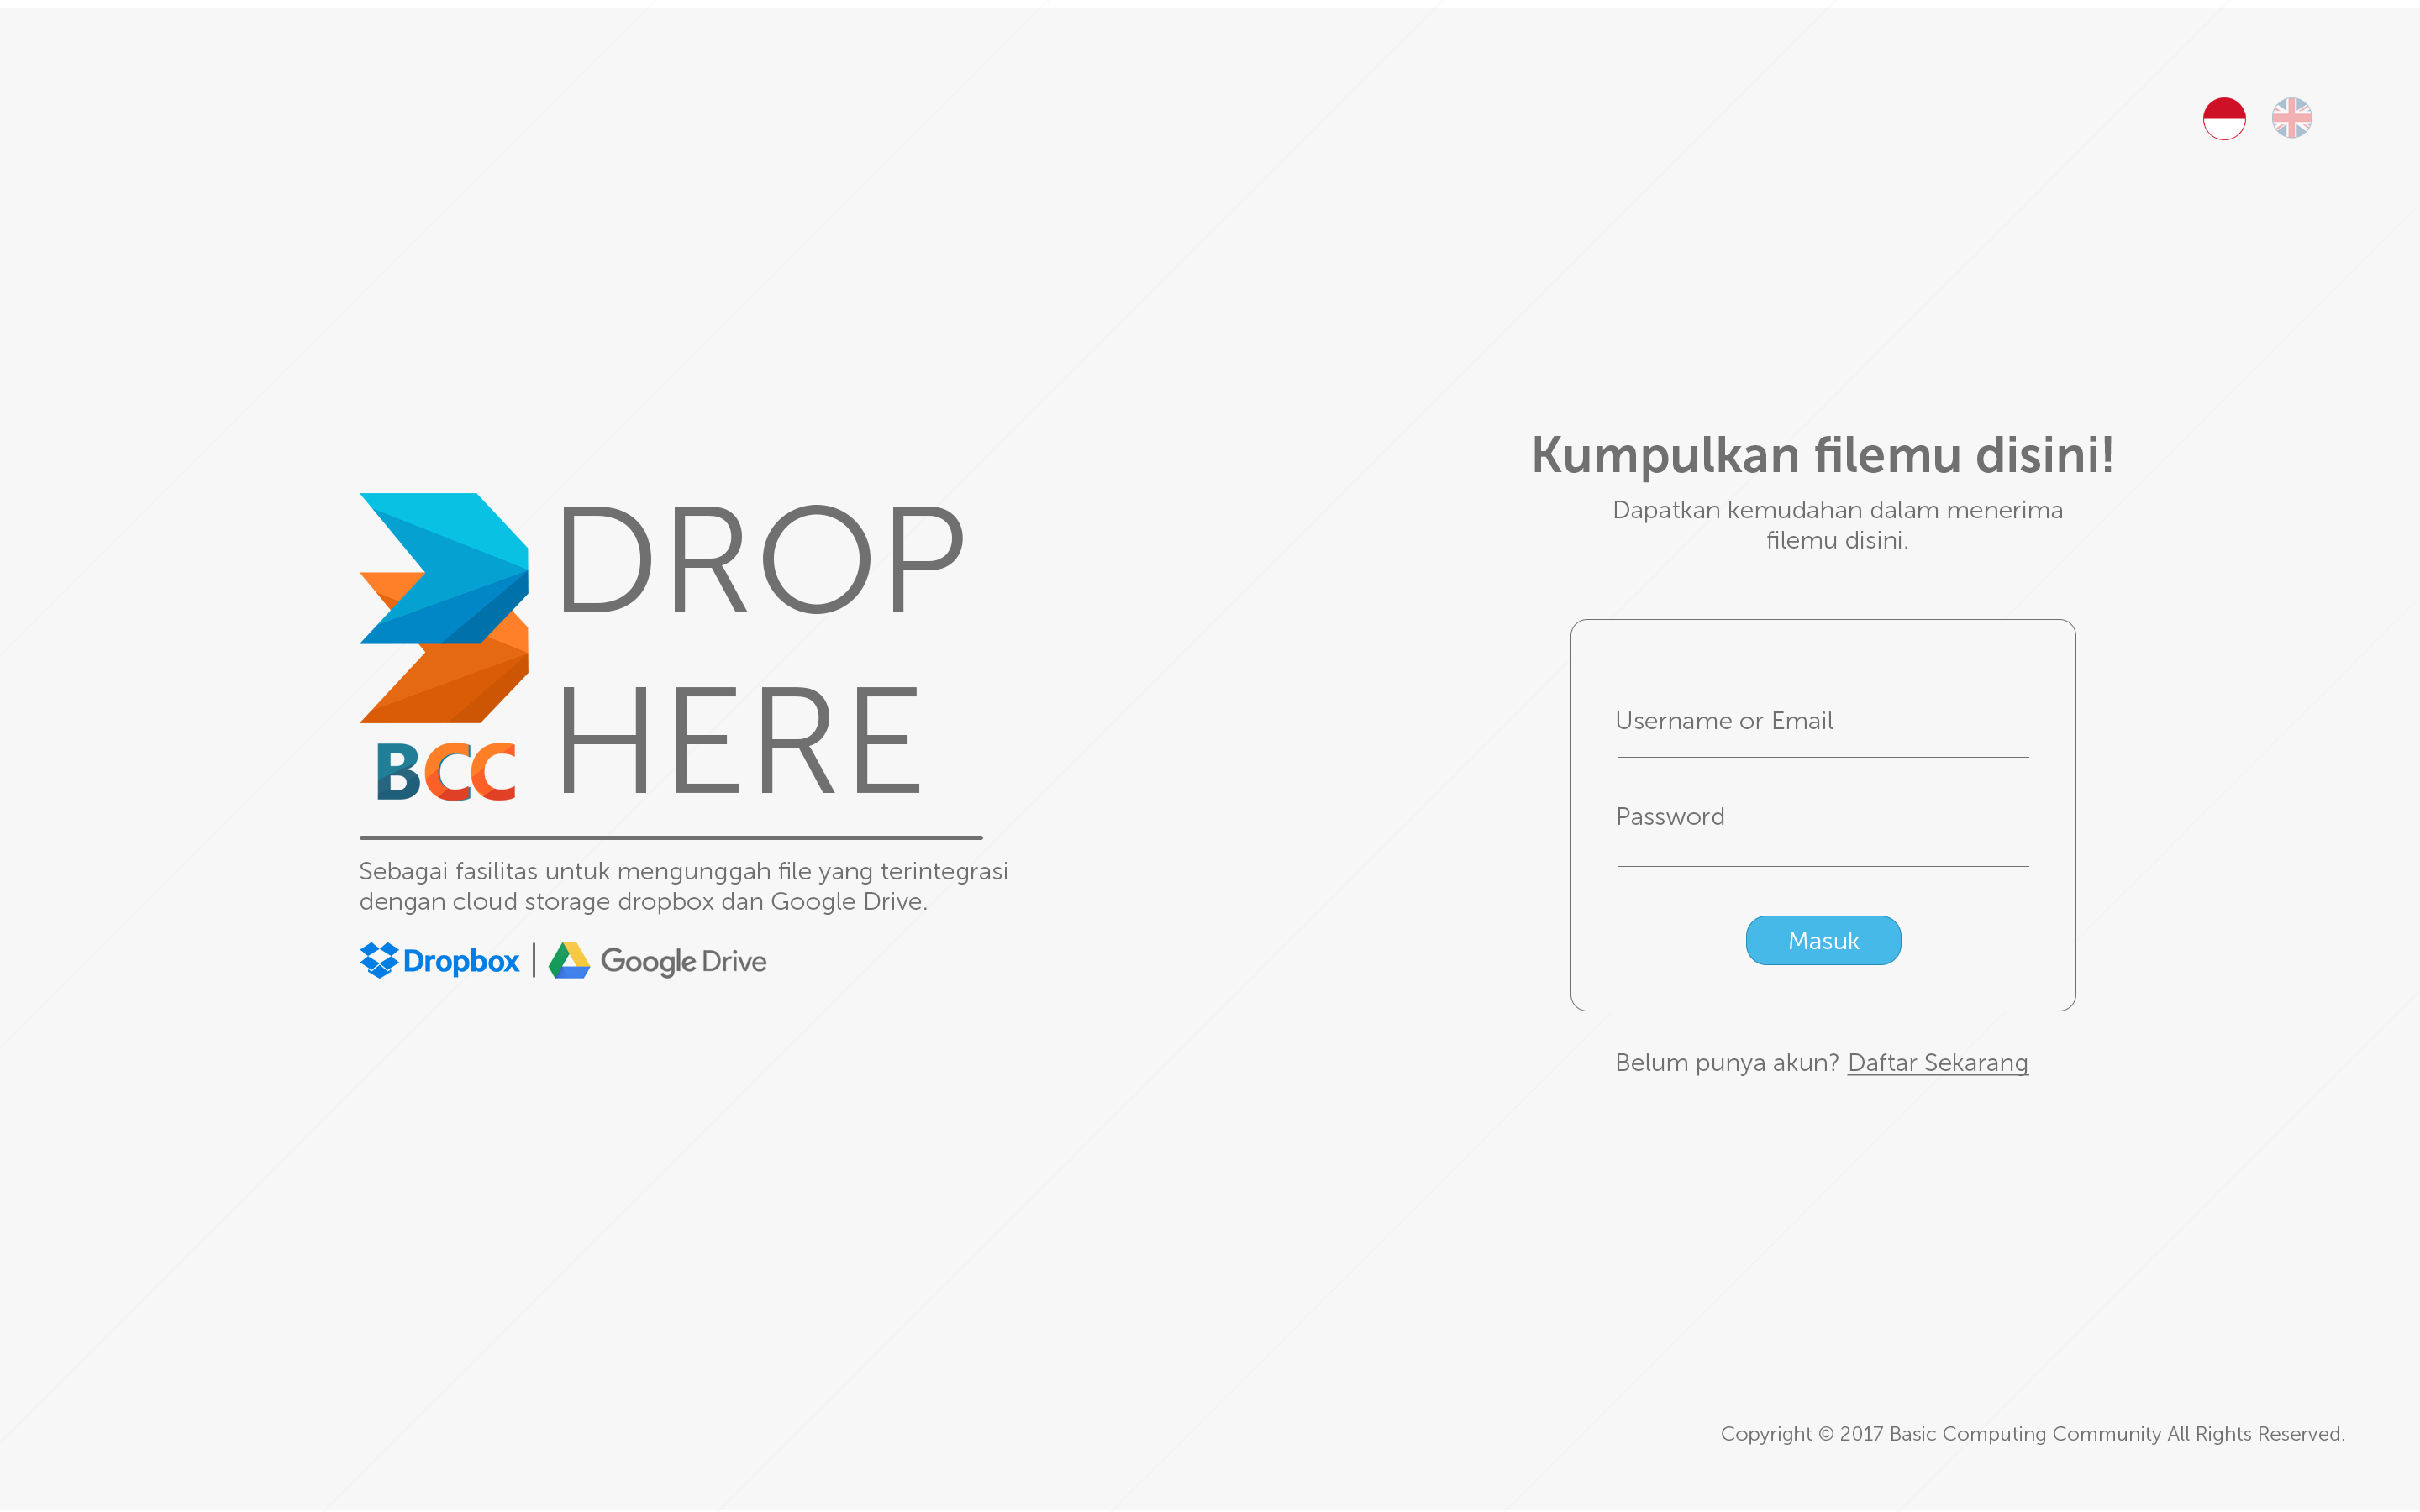 DROP
HERE
BCC
Sebagai fasilitas untuk mengunggah file yang terintegrasi
dengan cloud storage dropbox dan Google Drive.
Dropbox | Google Drive
Kumpulkan filemu disini!
Dapatkan kemudahan dalam menerima
filemu disini.
Username or Email
Password
Masuk
Belum punya akun? Daftar Sekarang
Copyright © 2017 Basic Computing Community All Rights Reserved.